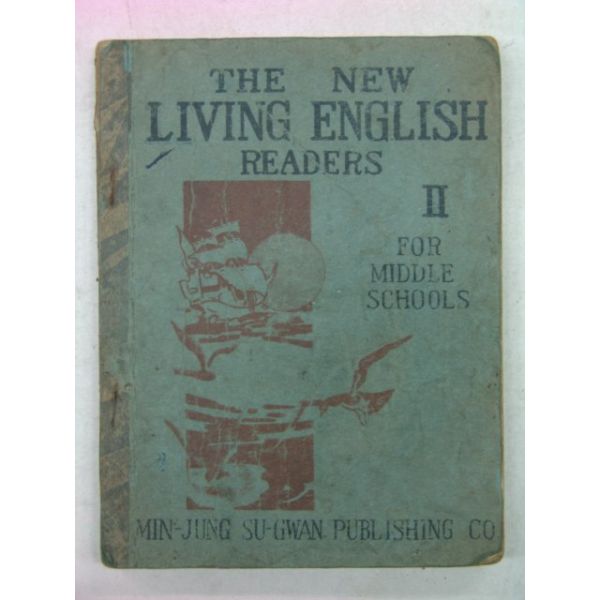 THE NEW
LIVING ENGLISH
READERS
II
FOR
MIDDLE
SCHOOLS
MIN-JUNG SU-GWAN PUBLISHING CO